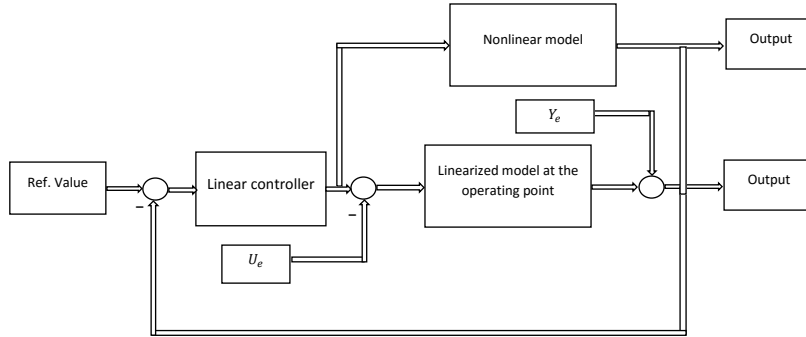 Nonlinear model
Output
Y_e
Ref. Value
Linear controller
Linearized model at the
operating point
Output
−
−
U_e